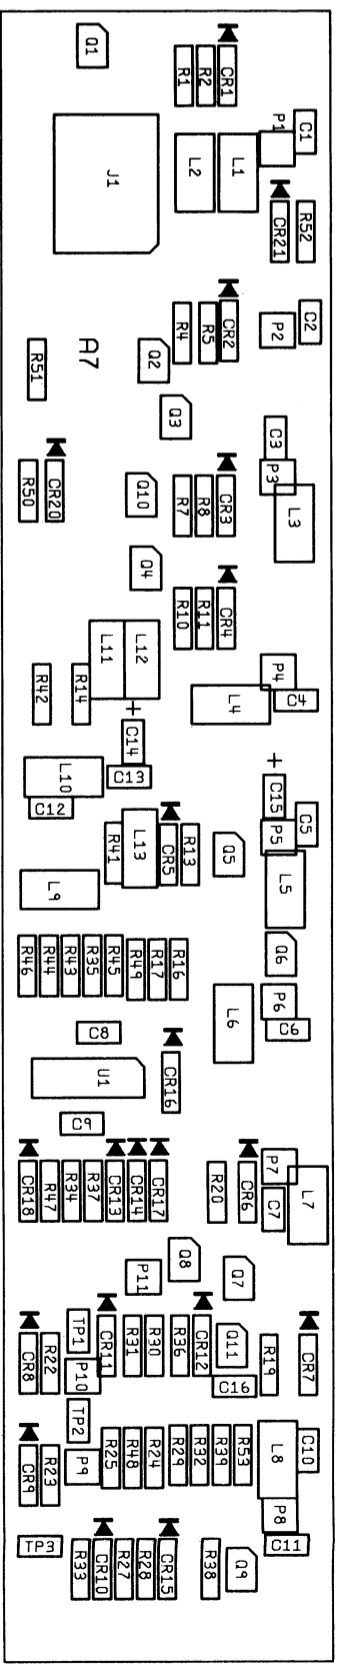 Q1
R1
R2
CR1
P1
C1
J1
L2
L1
CR21
R52
A7
R51
Q2
R4
R5
CR2
P2
C2
Q3
C3
P3
L3
R50
CR20
Q10
R7
R8
CR3
Q4
R10
R11
CR4
L11
L12
R42
R14
+
L4
P4
C4
C14
L10
C13
C12
+
C15
C5
P5
R41
L13
CR5
R13
Q5
L5
L9
R46
R44
R43
R35
R45
R49
R17
R16
Q6
L6
P6
C6
C8
U1
CR16
C9
CR18
R47
R34
R37
CR13
CR14
CR17
R20
CR6
P7
C7
L7
P11
Q8
Q7
CR8
R22
TP1
P10
CR11
R31
R30
R36
CR12
Q11
C16
R19
CR7
TP2
CR9
R23
P9
R25
R48
R24
R29
R32
R39
R53
L8
C10
P8
C11
TP3
R33
CR10
R27
R28
CR15
R38
Q9